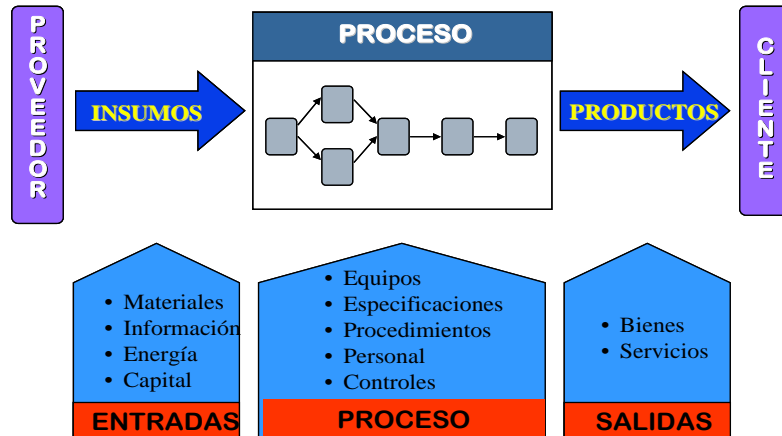 PROVEEDOR
INSUMOS
PROCESO
PRODUCTOS
CLIENTE
• Materiales
• Información
• Energía
• Capital
ENTRADAS
• Equipos
• Especificaciones
• Procedimientos
• Personal
• Controles
PROCESO
• Bienes
• Servicios
SALIDAS